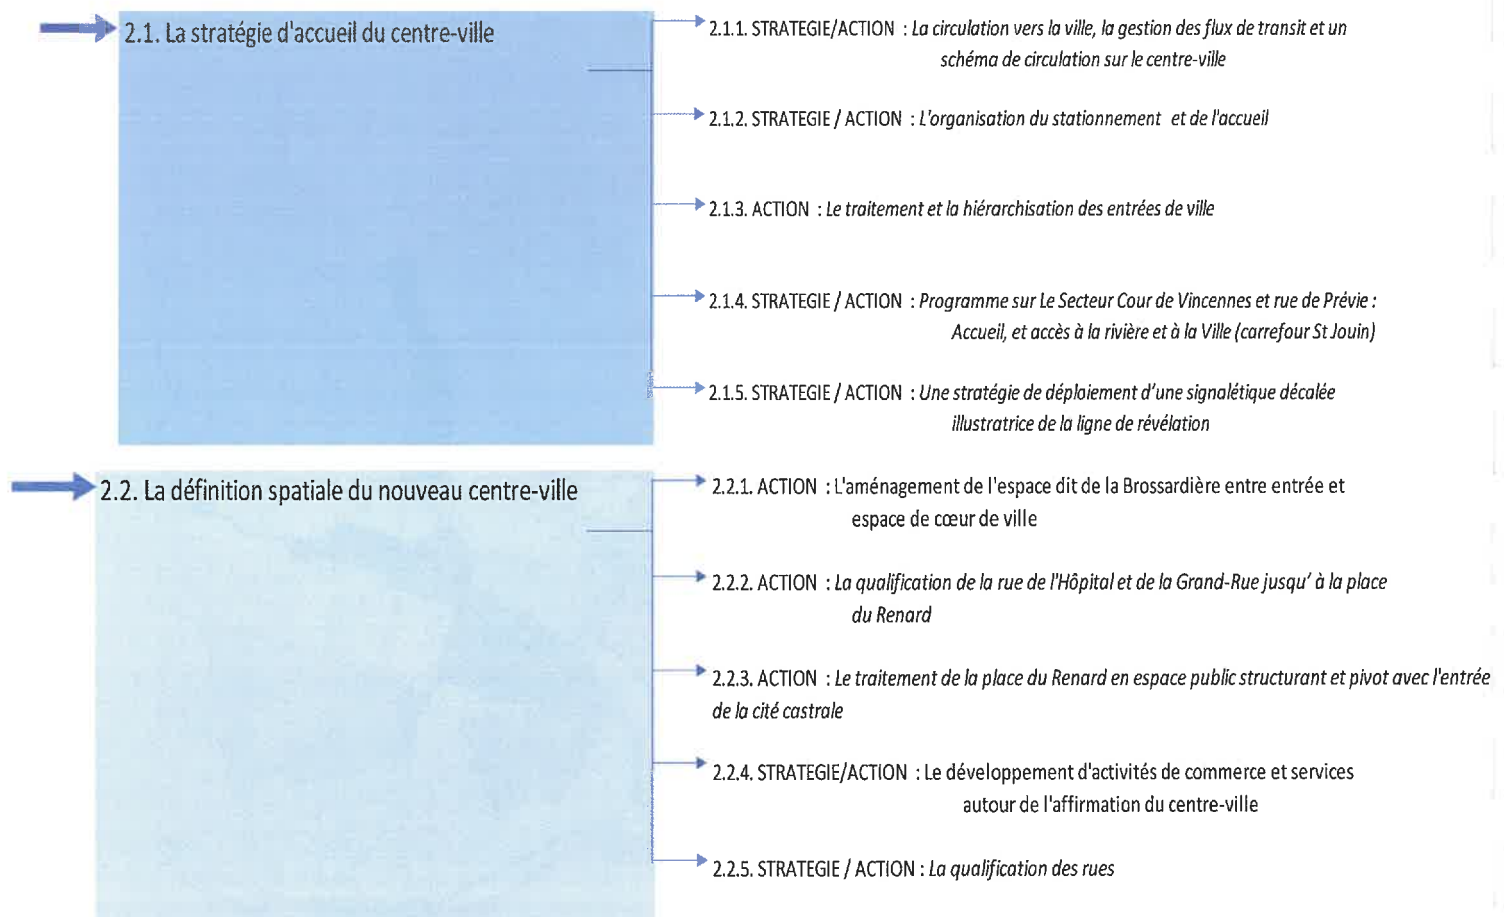 2.1. La stratégie d'accueil du centre-ville
2.1.1. STRATEGIE/ACTION : La circulation vers la ville, la gestion des flux de transit et un
schéma de circulation sur le centre-ville
2.1.2. STRATEGIE / ACTION : L'organisation du stationnement et de l'accueil
2.1.3. ACTION : Le traitement et la hiérarchisation des entrées de ville
2.1.4. STRATEGIE / ACTION : Programme sur Le Secteur Cour de Vincennes et rue de Prévie :
Accueil, et accès à la rivière et à la Ville (carrefour St Jouin)
2.1.5. STRATEGIE / ACTION : Une stratégie de déploiement d'une signalétique décalée
illustratrice de la ligne de révélation
2.2. La définition spatiale du nouveau centre-ville
2.2.1. ACTION : L'aménagement de l'espace dit de la Brossardière entre entrée et
espace de cœur de ville
2.2.2. ACTION : La qualification de la rue de l'Hôpital et de la Grand-Rue jusqu' à la place
du Renard
2.2.3. ACTION : Le traitement de la place du Renard en espace public structurant et pivot avec l'entrée
de la cité castrale
2.2.4. STRATEGIE/ACTION : Le développement d'activités de commerce et services
autour de l'affirmation du centre-ville
2.2.5. STRATEGIE / ACTION : La qualification des rues